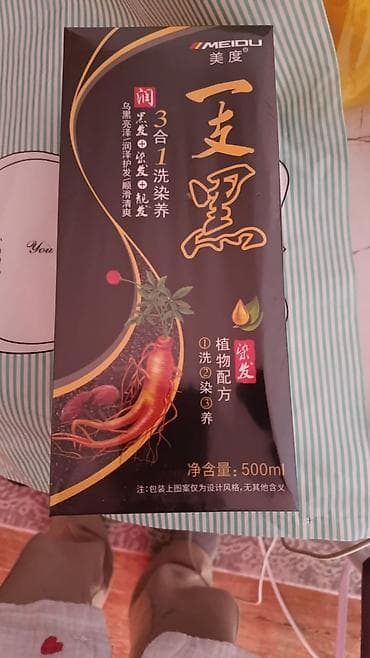 MEIDU
美度®
一支黑
3合1洗染养
润 黑发+染发+靓发
乌黑亮泽|润泽护发|顺滑清爽
染发
植物配方
①洗②染③养
净含量:500ml
注:包装上图案仅为设计风格,无其他含义
You